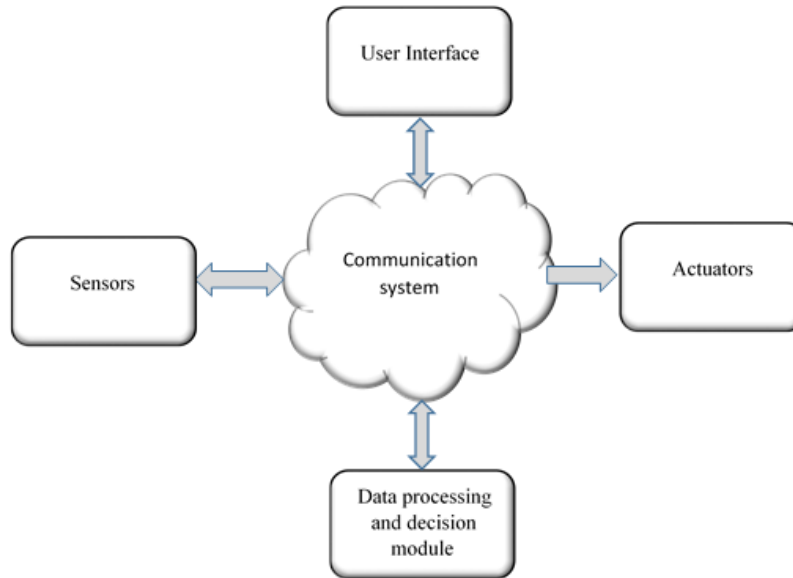 User Interface
Communication
system
Sensors
Actuators
Data processing
and decision
module